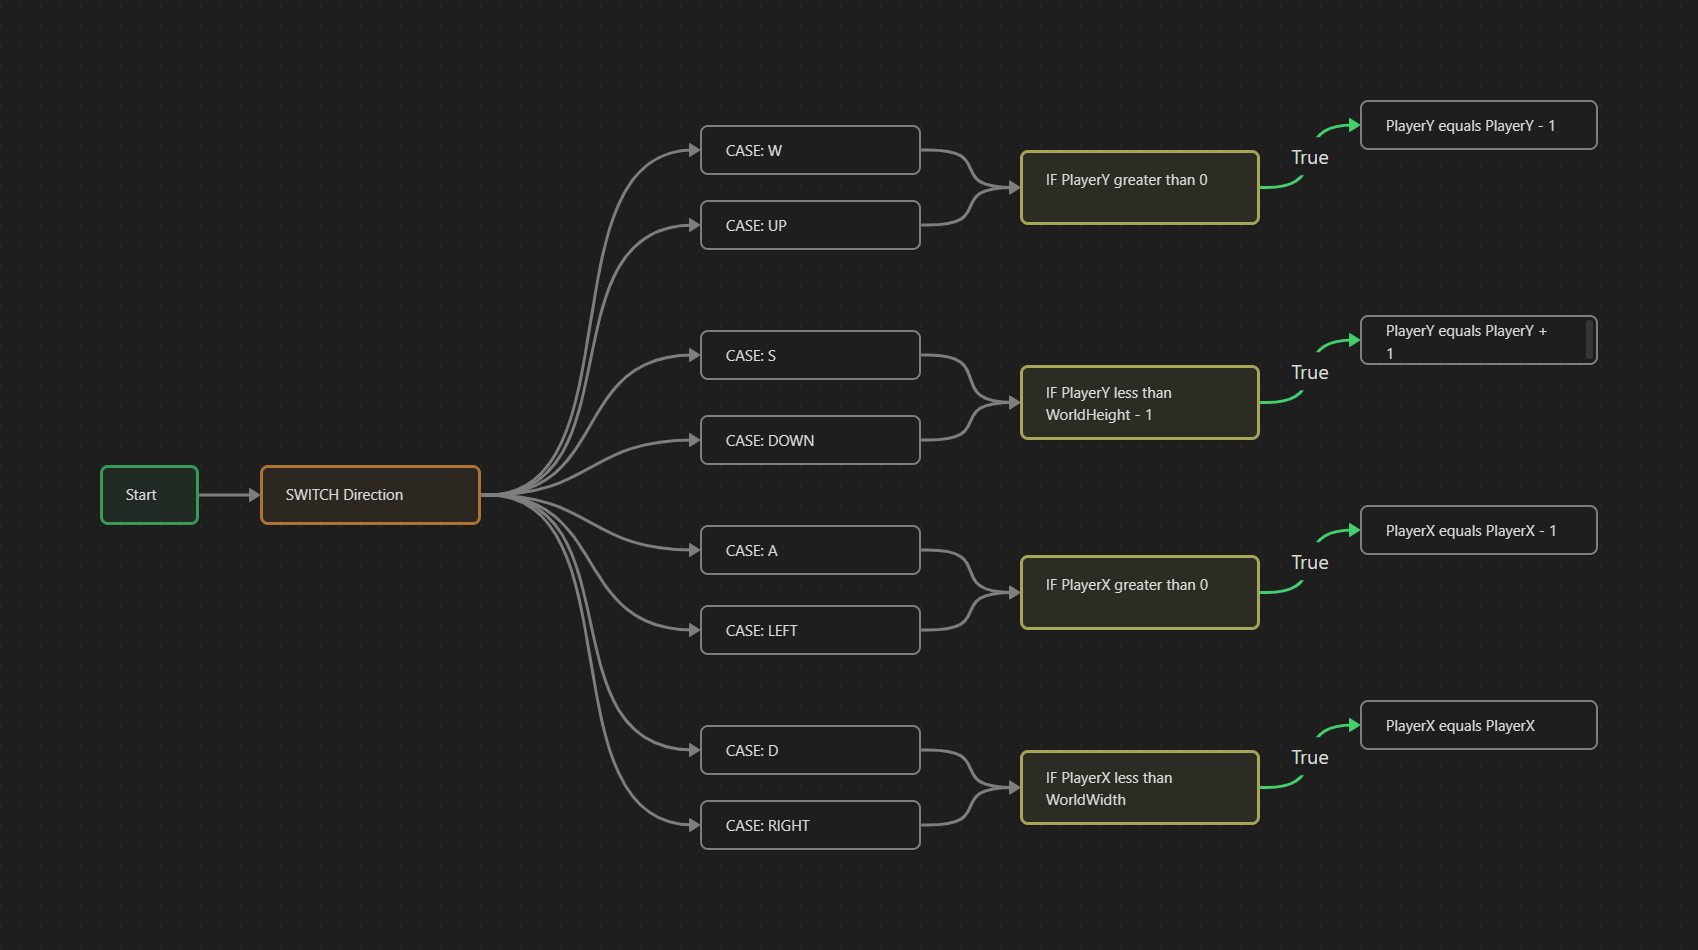 Start
SWITCH Direction
CASE: W
CASE: UP
IF PlayerY greater than 0
True
PlayerY equals PlayerY - 1
CASE: S
CASE: DOWN
IF PlayerY less than
WorldHeight - 1
True
PlayerY equals PlayerY +
1
CASE: A
CASE: LEFT
IF PlayerX greater than 0
True
PlayerX equals PlayerX - 1
CASE: D
CASE: RIGHT
IF PlayerX less than
WorldWidth
True
PlayerX equals PlayerX